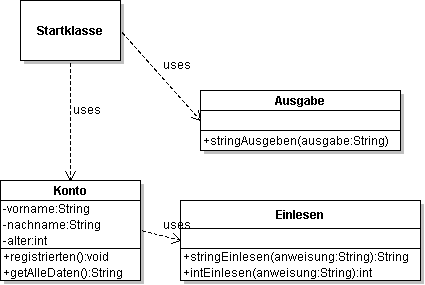 Startklasse
uses
uses
Ausgabe
+stringAusgeben(ausgabe:String)
Konto
-vorname:String
-nachname:String
-alter:int
+registrierten():void
+getAlleDaten():String
uses
Einlesen
+stringEinlesen(anweisung:String):String
+intEinlesen(anweisung:String):int